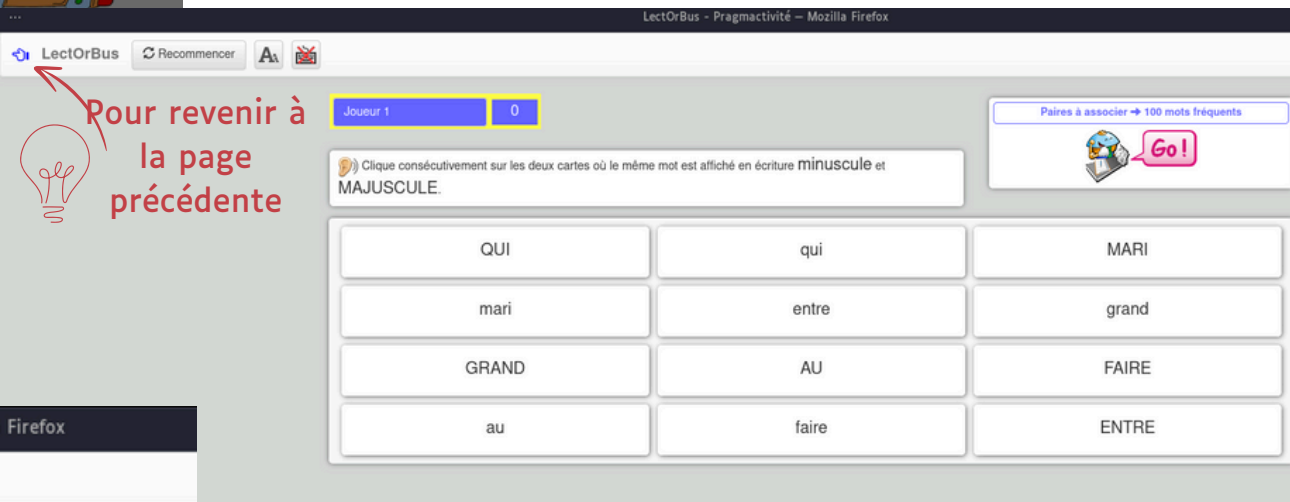 ...
LectOrBus - Pragmactivité – Mozilla Firefox
LectOrBus
Recommencer
AA
Pour revenir à
la page
précédente
Joueur 1
0
Paires à associer ➔ 100 mots fréquents
Go!
Clique consécutivement sur les deux cartes où le même mot est affiché en écriture minuscule et
MAJUSCULE.
QUI
qui
MARI
mari
entre
grand
GRAND
AU
FAIRE
au
faire
ENTRE
Firefox